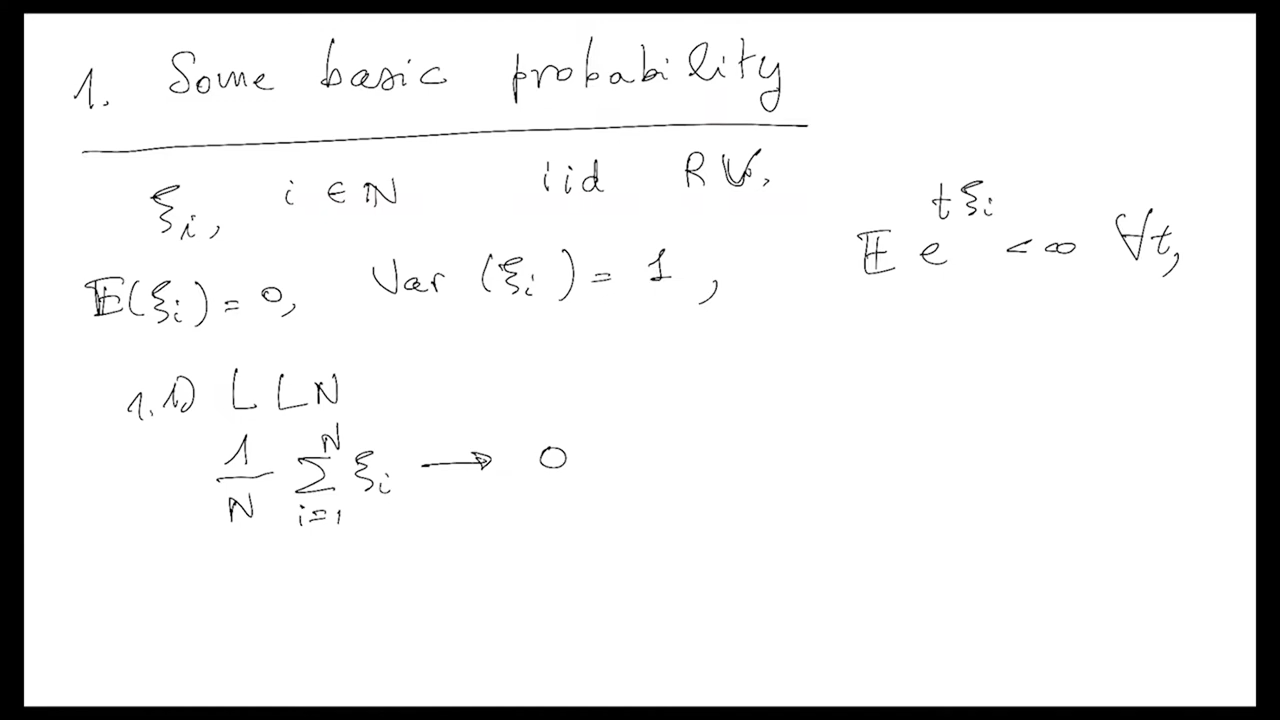 1. Some basic probability
ξ_i, i ∈ ℕ iid RV.
𝔼(ξ_i) = 0, Var (ξ_i) = 1, 𝔼 e^{tξ_i} < ∞ ∀t,
1.1) LLN
1/N ∑_{i=1}^{N} ξ_i → 0